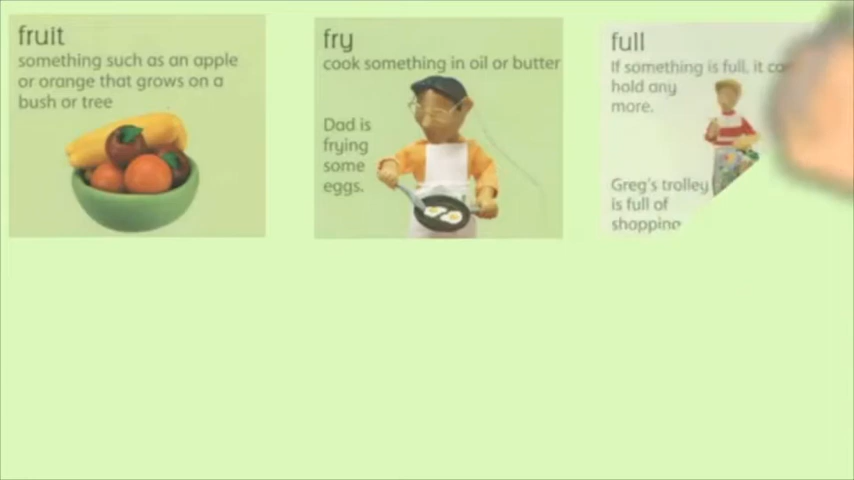 fruit
something such as an apple
or orange that grows on a
bush or tree
fry
cook something in oil or butter
Dad is
frying
some
eggs.
full
If something is full, it
hold any
more.
Greg's trolley
is full of
shopping